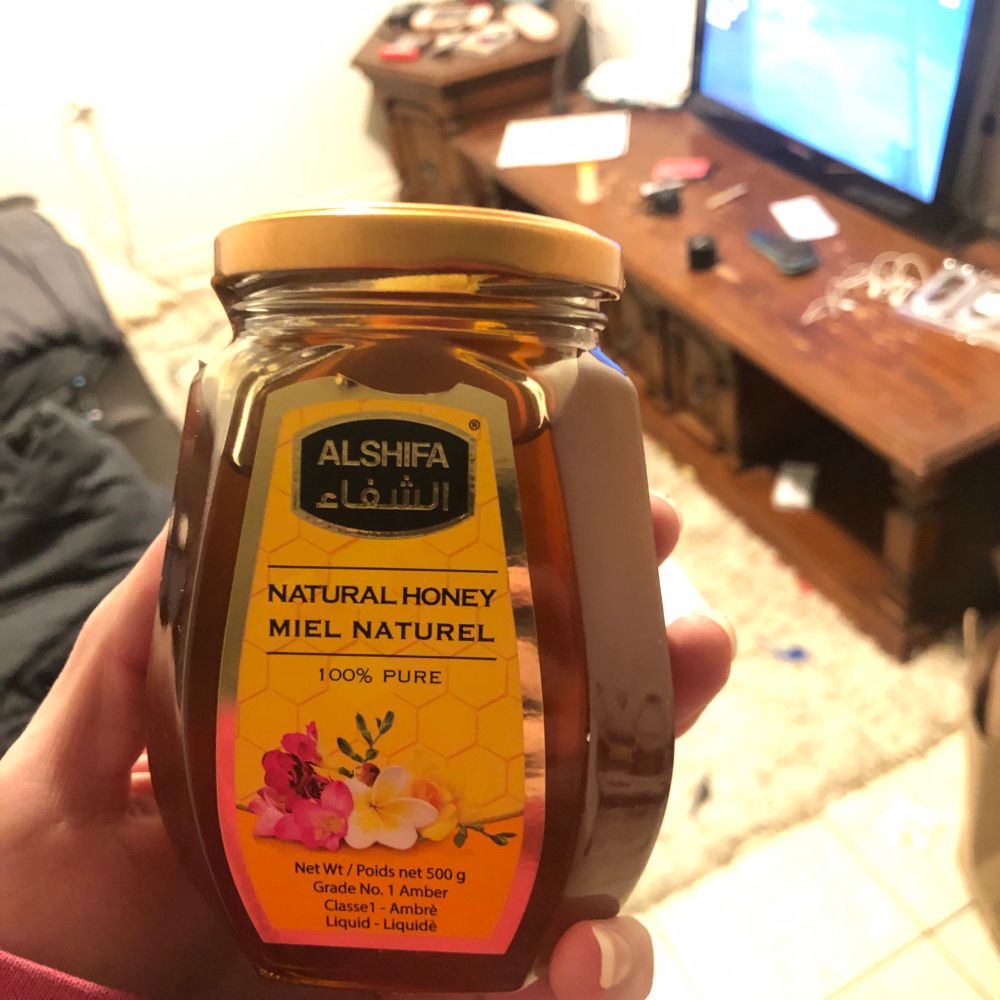 ALSHIFA
®
الشفاء
NATURAL HONEY
MIEL NATUREL
100% PURE
Net Wt / Poids net 500 g
Grade No. 1 Amber
Classe1 - Ambrè
Liquid - Liquidè